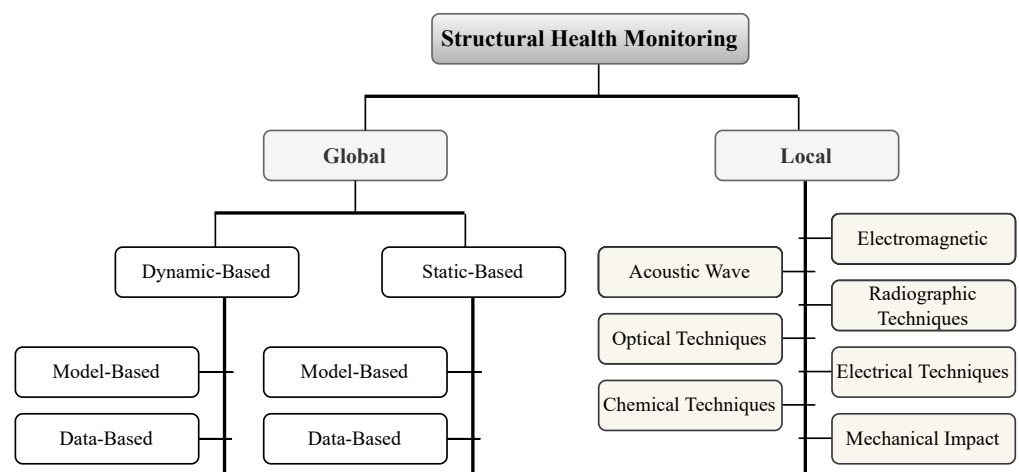 Structural Health Monitoring
Global
Local
Dynamic-Based
Static-Based
Model-Based
Data-Based
Model-Based
Data-Based
Acoustic Wave
Optical Techniques
Chemical Techniques
Electromagnetic
Radiographic
Techniques
Electrical Techniques
Mechanical Impact